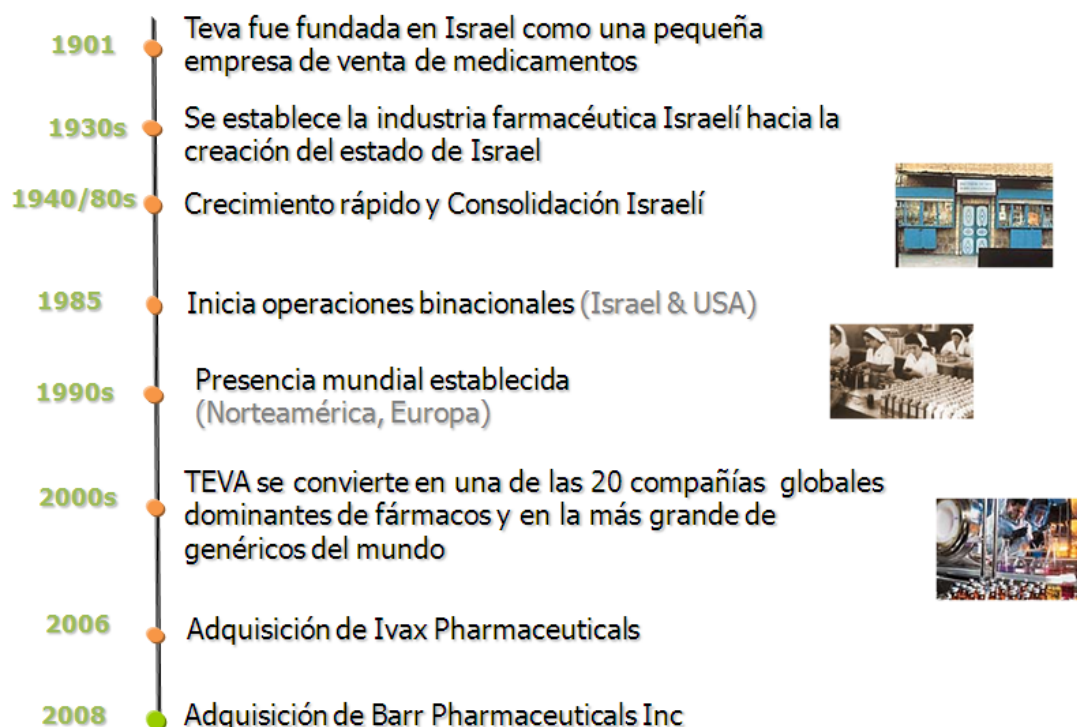 1901
Teva fue fundada en Israel como una pequeña
empresa de venta de medicamentos
1930s
Se establece la industria farmacéutica Israelí hacia la
creación del estado de Israel
1940/80s
Crecimiento rápido y Consolidación Israelí
1985
Inicia operaciones binacionales (Israel & USA)
1990s
Presencia mundial establecida
(Norteamérica, Europa)
2000s
TEVA se convierte en una de las 20 compañías globales
dominantes de fármacos y en la más grande de
genéricos del mundo
2006
Adquisición de Ivax Pharmaceuticals
2008
Adquisición de Barr Pharmaceuticals Inc